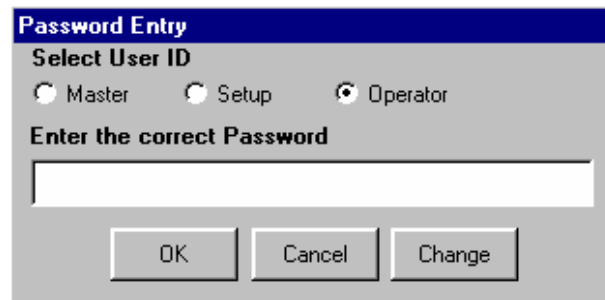 Password Entry
Select User ID
Master Setup Operator
Enter the correct Password
OK Cancel Change